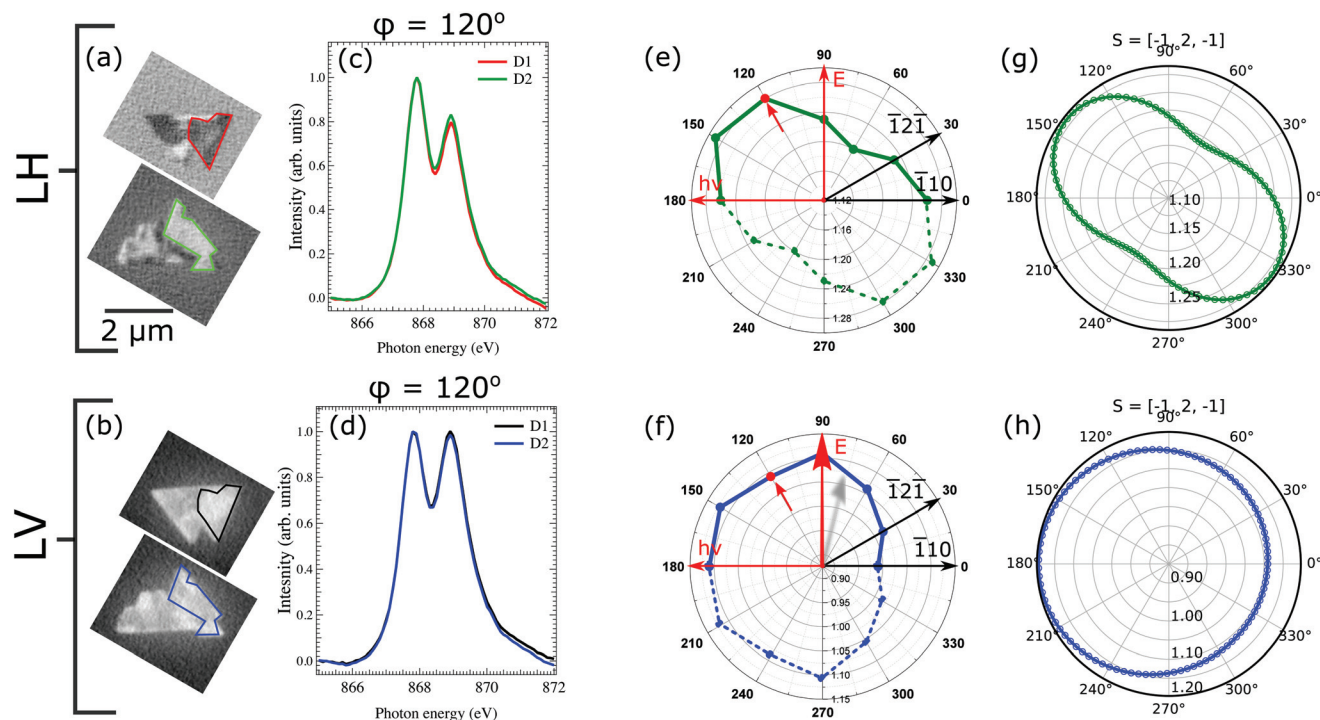 LH
(a)
2 μm
φ = 120°
(c)
D1
D2
Intensity (arb. units)
1.0
0.8
0.6
0.4
0.2
0.0
866 868 870 872
Photon energy (eV)
(e)
90
120 60
E
150 30
1̅21̅
hν
1̅10
180 0
1.12
1.20
1.24
1.28
210 330
240 300
270
(g)
S = [-1, 2, -1]
90°
120° 60°
150° 30°
180° 0°
1.10
1.15
1.20
1.25
210° 330°
240° 300°
270°
LV
(b)
φ = 120°
(d)
D1
D2
Intesnity (arb. units)
1.0
0.8
0.6
0.4
0.2
0.0
866 868 870 872
Photon energy (eV)
(f)
90
120 60
E
150 30
1̅21̅
hν
1̅10
180 0
0.90
0.95
1.00
1.05
1.10
1.15
210 330
240 300
270
(h)
S = [-1, 2, -1]
90°
120° 60°
150° 30°
180° 0°
0.90
1.00
1.10
1.20
210° 330°
240° 300°
270°